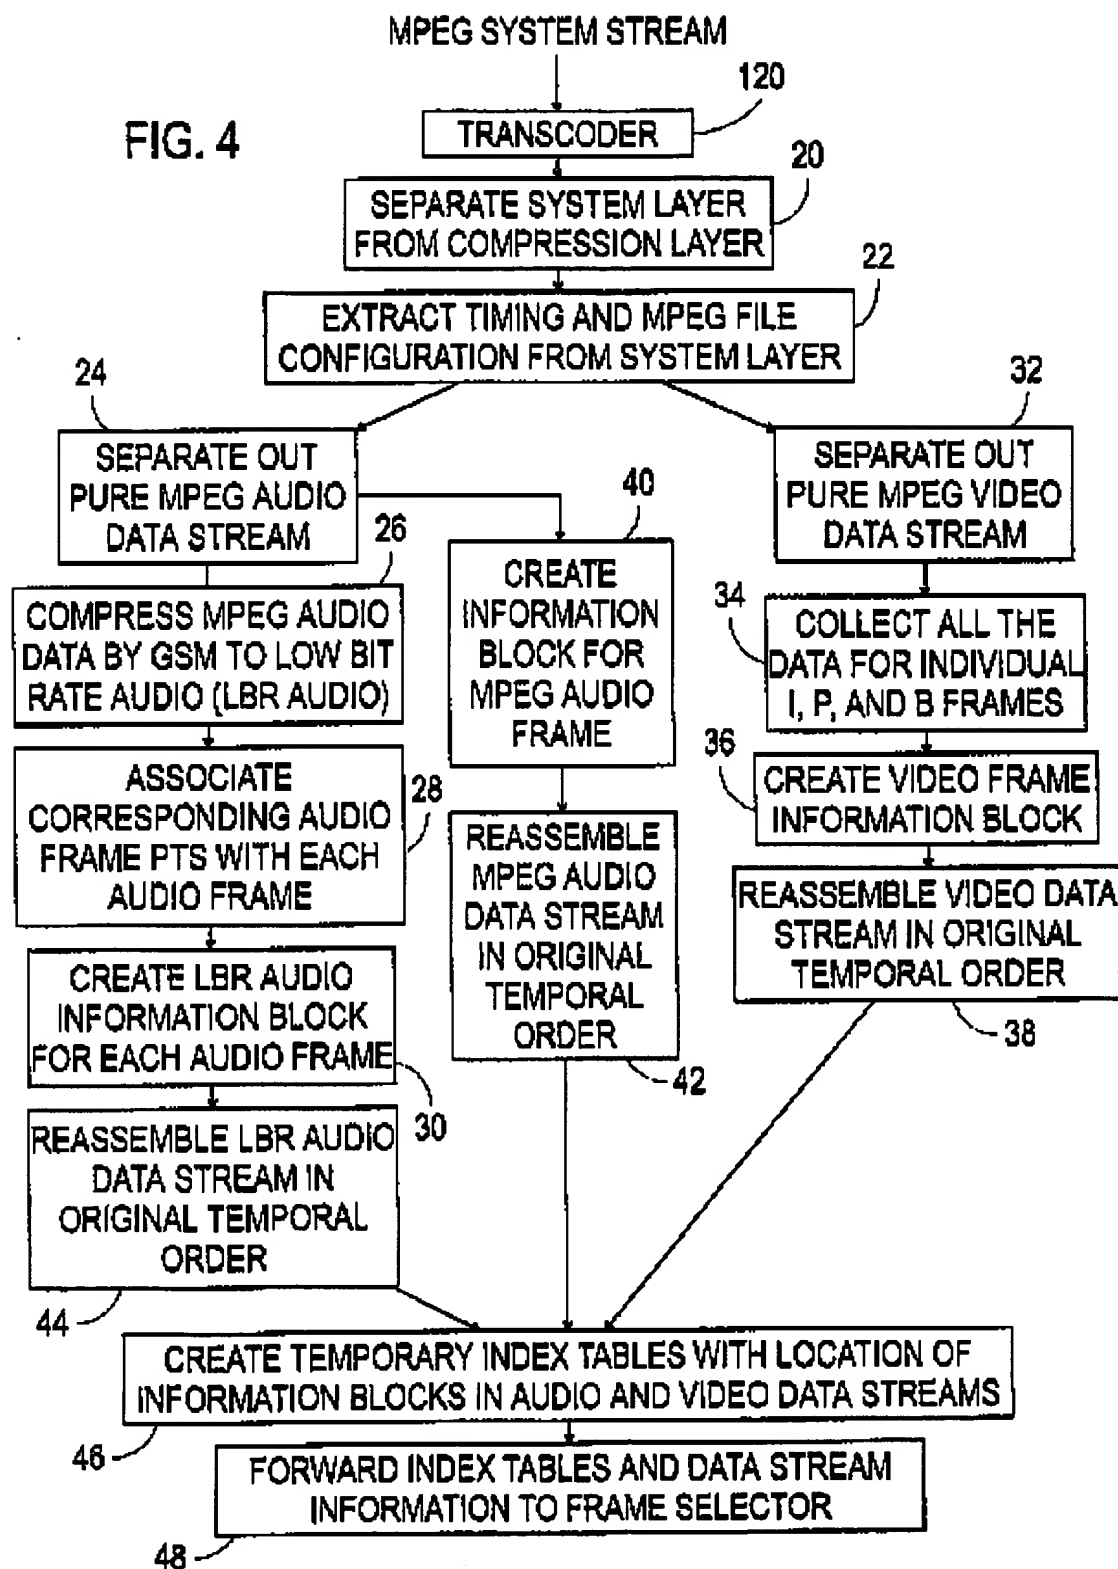 MPEG SYSTEM STREAM
120
FIG. 4
TRANSCODER
20
SEPARATE SYSTEM LAYER
FROM COMPRESSION LAYER
22
EXTRACT TIMING AND MPEG FILE
CONFIGURATION FROM SYSTEM LAYER
24
SEPARATE OUT
PURE MPEG AUDIO
DATA STREAM
26
COMPRESS MPEG AUDIO
DATA BY GSM TO LOW BIT
RATE AUDIO (LBR AUDIO)
ASSOCIATE
CORRESPONDING AUDIO
FRAME PTS WITH EACH
AUDIO FRAME
28
CREATE LBR AUDIO
INFORMATION BLOCK
FOR EACH AUDIO FRAME
30
REASSEMBLE LBR AUDIO
DATA STREAM IN
ORIGINAL TEMPORAL
ORDER
44
40
CREATE
INFORMATION
BLOCK FOR
MPEG AUDIO
FRAME
REASSEMBLE
MPEG AUDIO
DATA STREAM
IN ORIGINAL
TEMPORAL
ORDER
42
32
SEPARATE OUT
PURE MPEG VIDEO
DATA STREAM
34
COLLECT ALL THE
DATA FOR INDIVIDUAL
I, P, AND B FRAMES
36
CREATE VIDEO FRAME
INFORMATION BLOCK
REASSEMBLE VIDEO DATA
STREAM IN ORIGINAL
TEMPORAL ORDER
38
CREATE TEMPORARY INDEX TABLES WITH LOCATION OF
INFORMATION BLOCKS IN AUDIO AND VIDEO DATA STREAMS
46
FORWARD INDEX TABLES AND DATA STREAM
INFORMATION TO FRAME SELECTOR
48